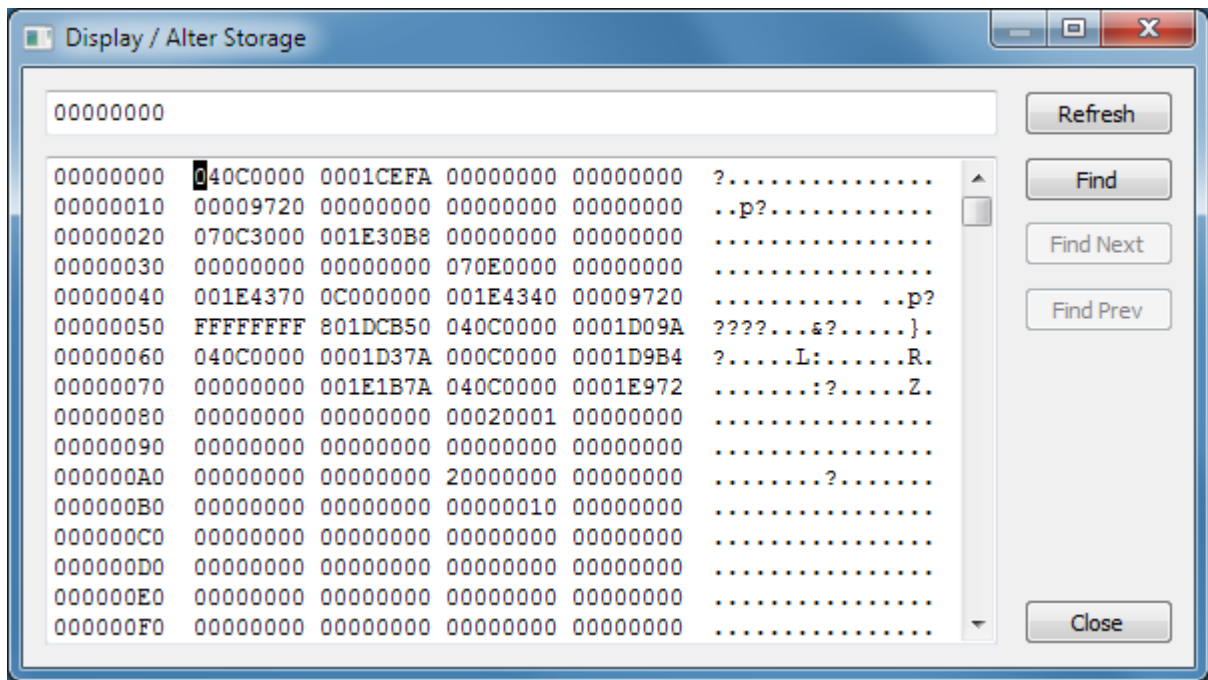 Display / Alter Storage
00000000
Refresh
00000000 040C0000 0001CEFA 00000000 00000000 ?...............
00000010 00009720 00000000 00000000 00000000 ..p?............
00000020 070C3000 001E30B8 00000000 00000000 ................
00000030 00000000 00000000 070E0000 00000000 ................
00000040 001E4370 0C000000 001E4340 00009720 ........... ..p?
00000050 FFFFFFFF 801DCB50 040C0000 0001D09A ????...&?.....}.
00000060 040C0000 0001D37A 000C0000 0001D9B4 ?.....L:......R.
00000070 00000000 001E1B7A 040C0000 0001E972 .......:?.....Z.
00000080 00000000 00000000 00020001 00000000 ................
00000090 00000000 00000000 00000000 00000000 ................
000000A0 00000000 00000000 20000000 00000000 ........?.......
000000B0 00000000 00000000 00000010 00000000 ................
000000C0 00000000 00000000 00000000 00000000 ................
000000D0 00000000 00000000 00000000 00000000 ................
000000E0 00000000 00000000 00000000 00000000 ................
000000F0 00000000 00000000 00000000 00000000 ................
Find
Find Next
Find Prev
Close